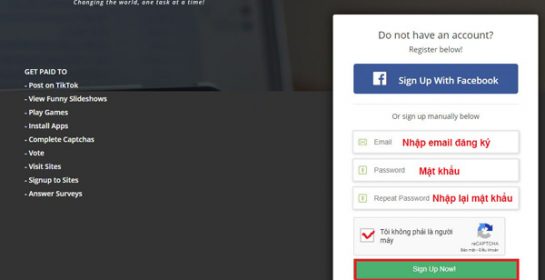 Changing the world, one task at a time!
GET PAID TO
- Post on TikTok
- View Funny Slideshows
- Play Games
- Install Apps
- Complete Captchas
- Vote
- Visit Sites
- Signup to Sites
- Answer Surveys
Do not have an account?
Register below!
Sign Up With Facebook
Or sign up manually below
Email Nhập email đăng ký
Password Mật khẩu
Repeat Password Nhập lại mật khẩu
Tôi không phải là người
máy
reCAPTCHA
Bảo mật - Điều khoản
Sign Up Now!